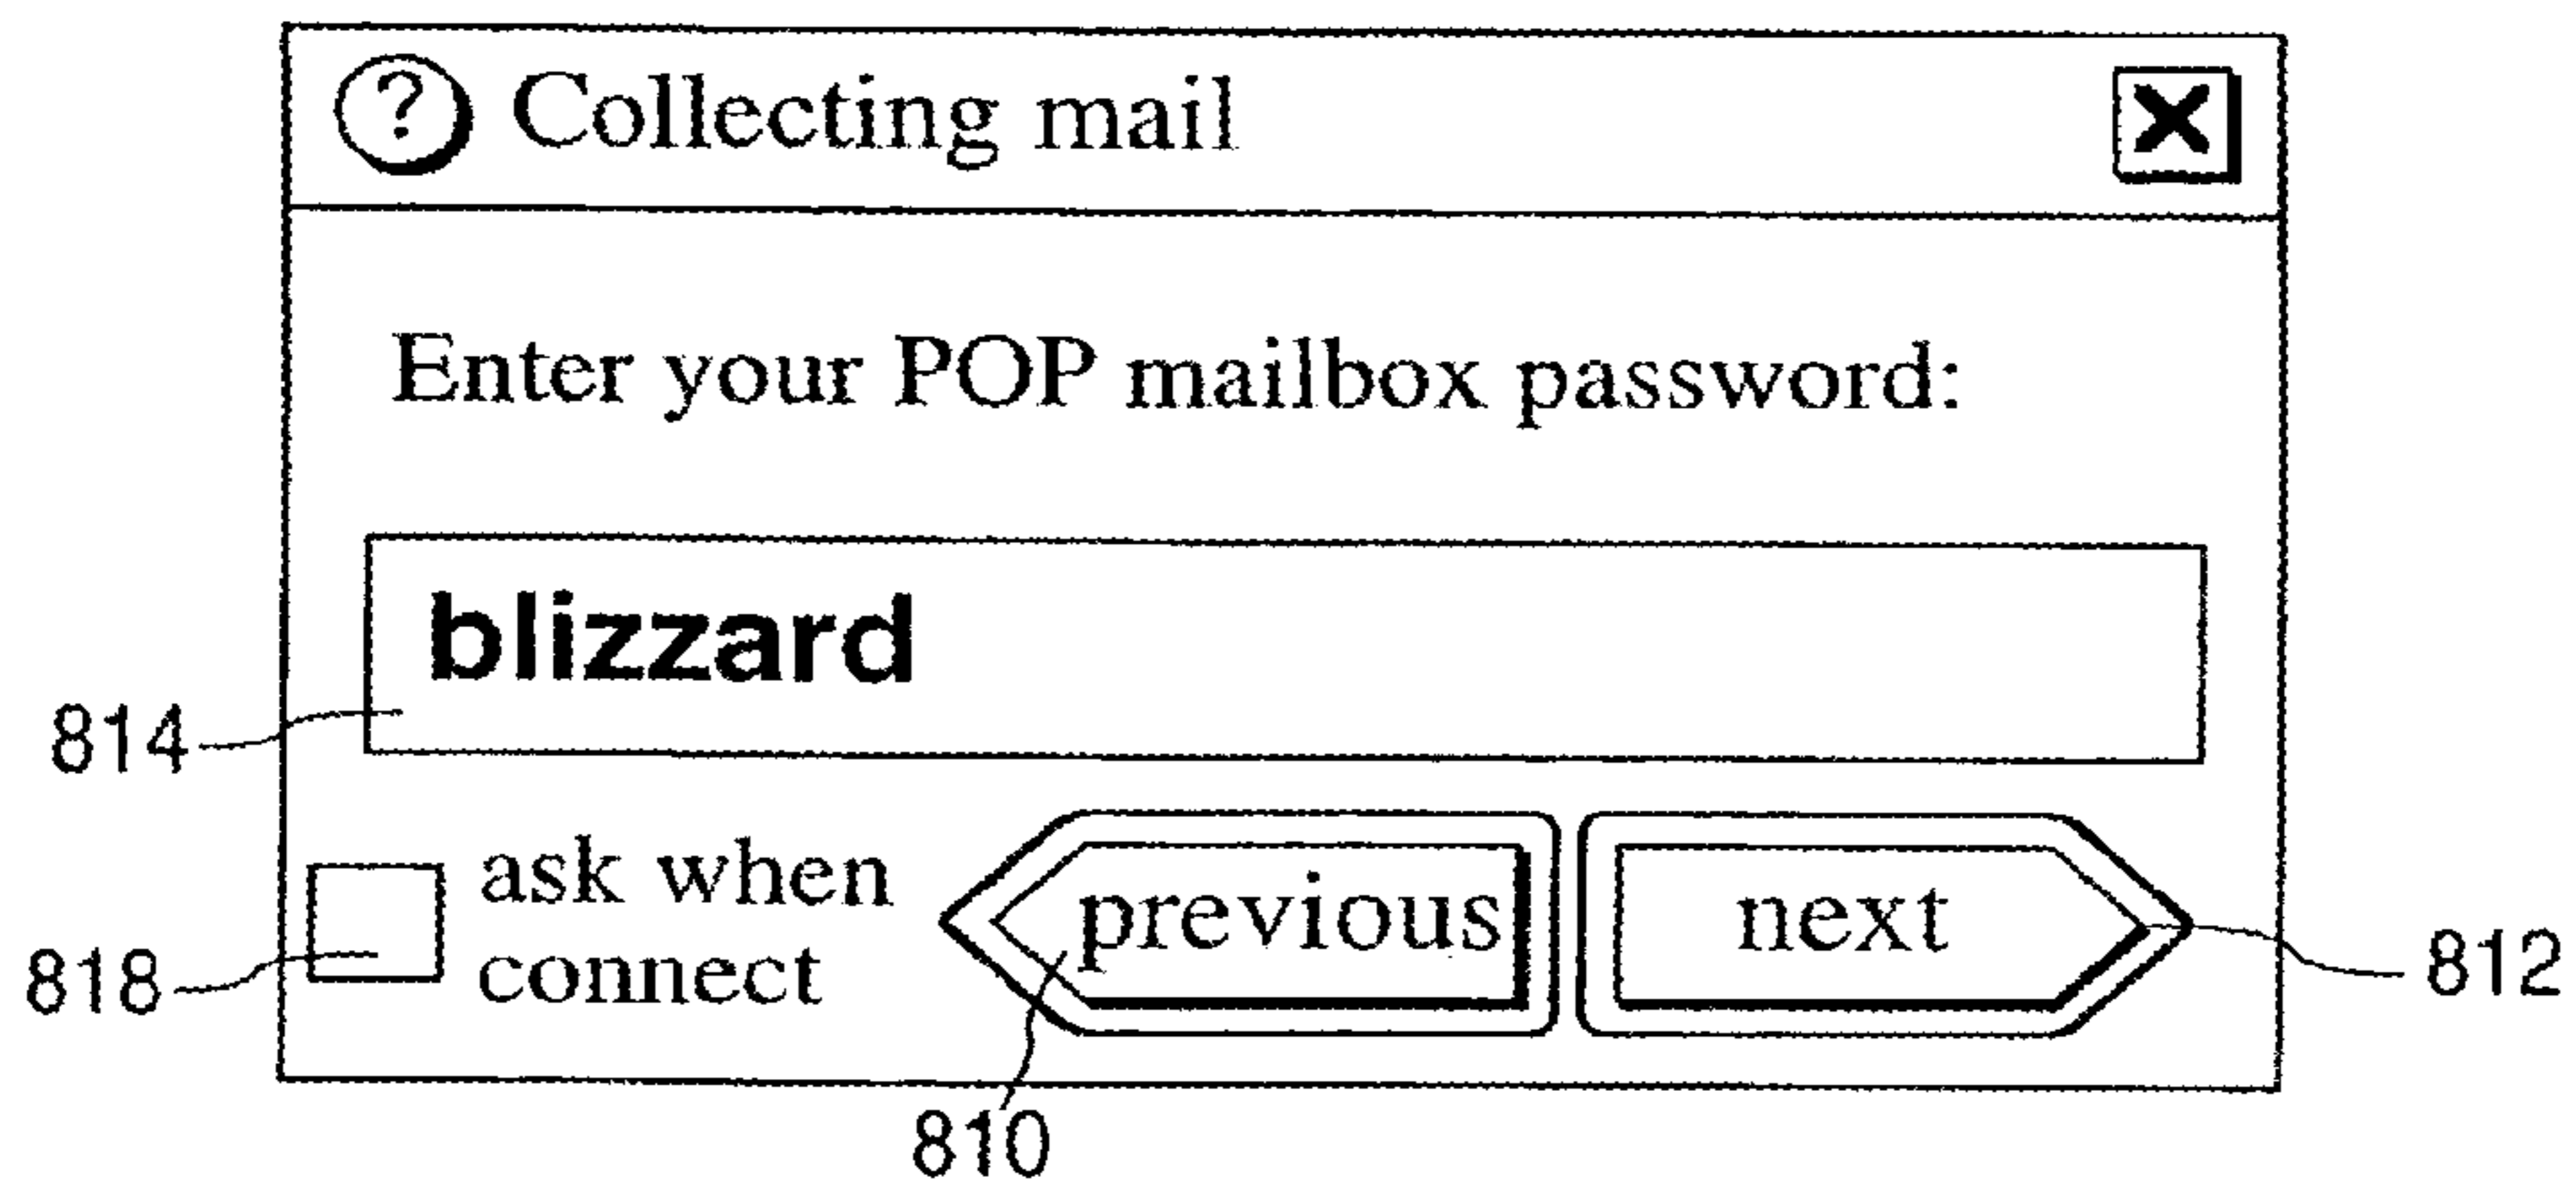 ? Collecting mail X
Enter your POP mailbox password:
blizzard
814
ask when
connect
previous
next
818
812
810